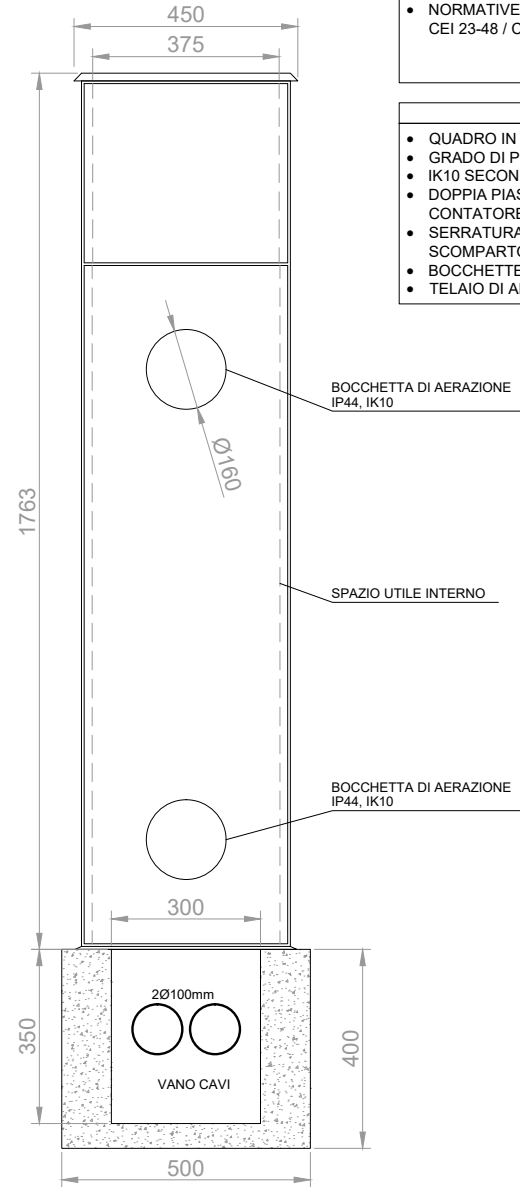 450
375
• NORMATIVE
CEI 23-48 / C
• QUADRO IN
• GRADO DI P
• IK10 SECON
• DOPPIA PIAS
CONTATORE
• SERRATURA
SCOMPARTO
• BOCCHETTE
• TELAIO DI A
BOCCHETTA DI AERAZIONE
IP44, IK10
Ø160
1763
SPAZIO UTILE INTERNO
BOCCHETTA DI AERAZIONE
IP44, IK10
300
2Ø100mm
350
400
VANO CAVI
500